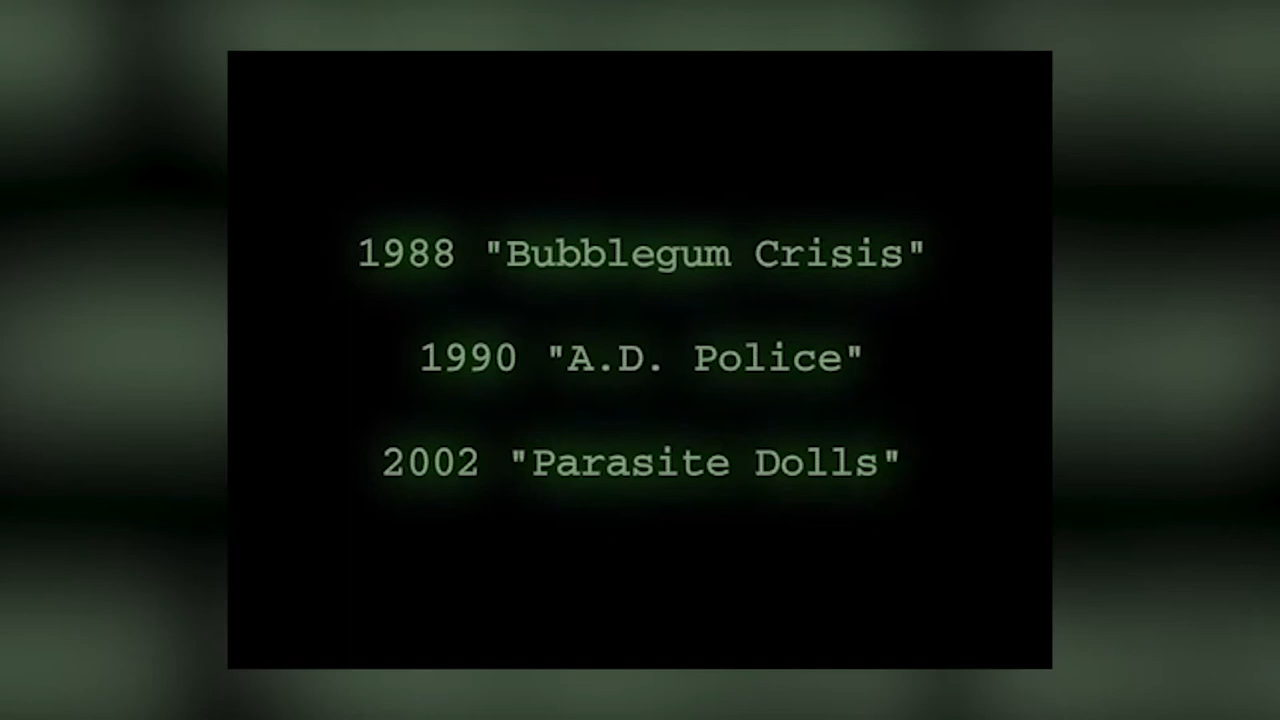 1988 "Bubblegum Crisis"
1990 "A.D. Police"
2002 "Parasite Dolls"